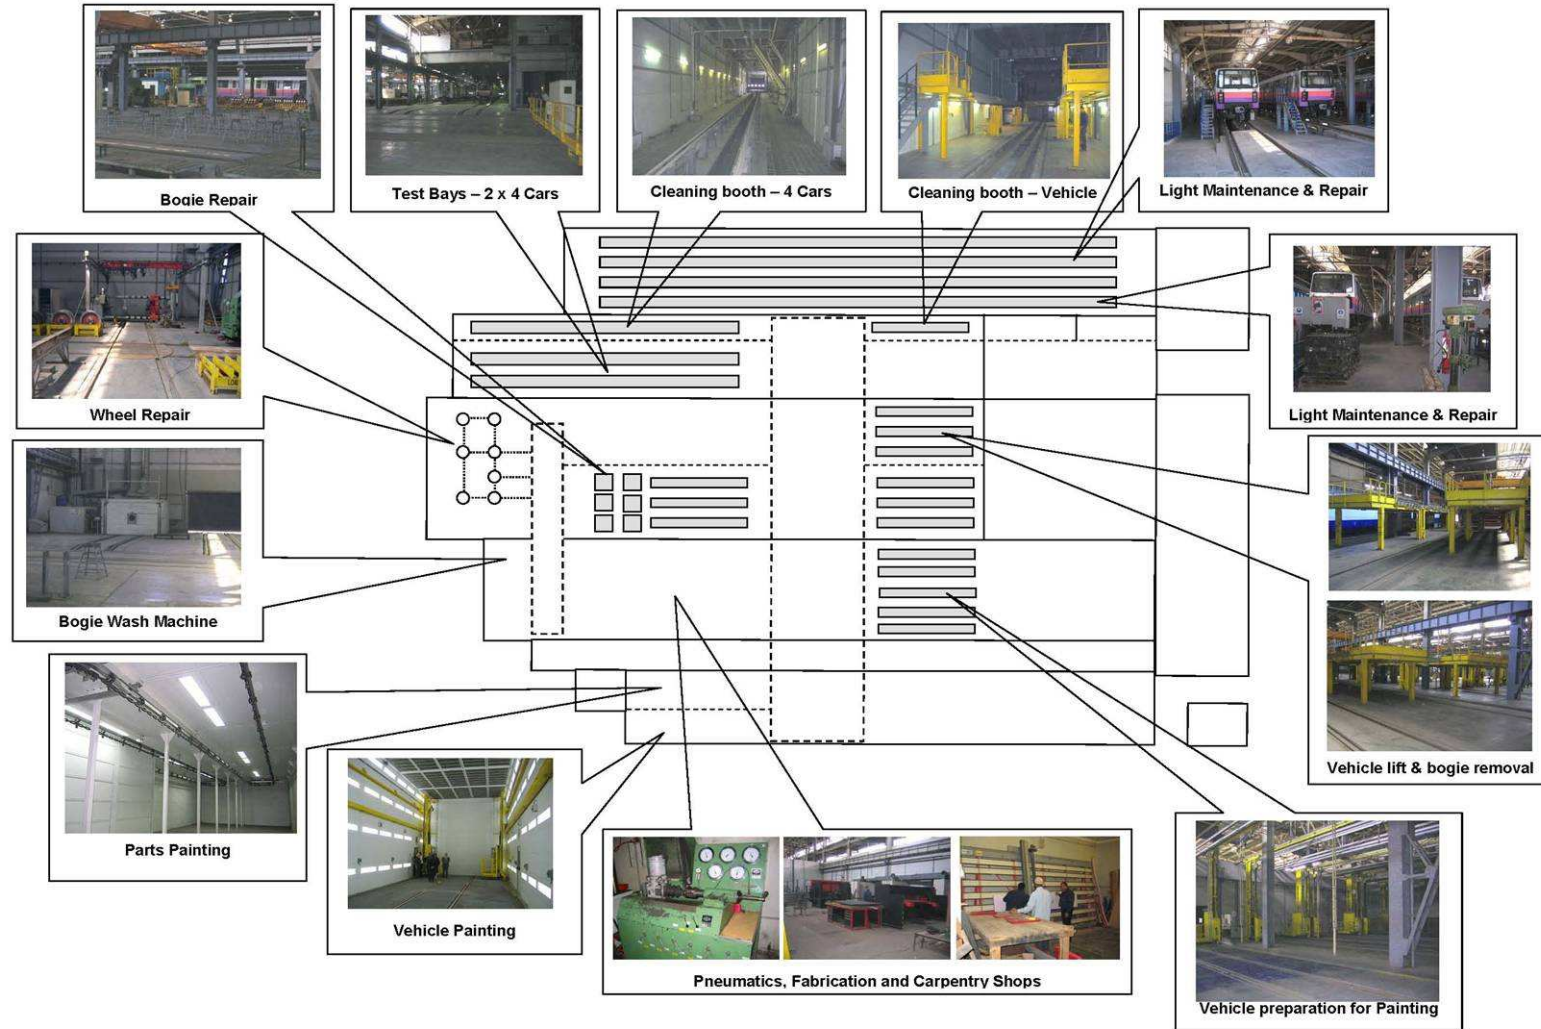 Bogie Repair
Test Bays – 2 x 4 Cars
Cleaning booth – 4 Cars
Cleaning booth – Vehicle
Light Maintenance & Repair
Wheel Repair
Light Maintenance & Repair
Bogie Wash Machine
Vehicle lift & bogie removal
Parts Painting
Vehicle Painting
Pneumatics, Fabrication and Carpentry Shops
Vehicle preparation for Painting